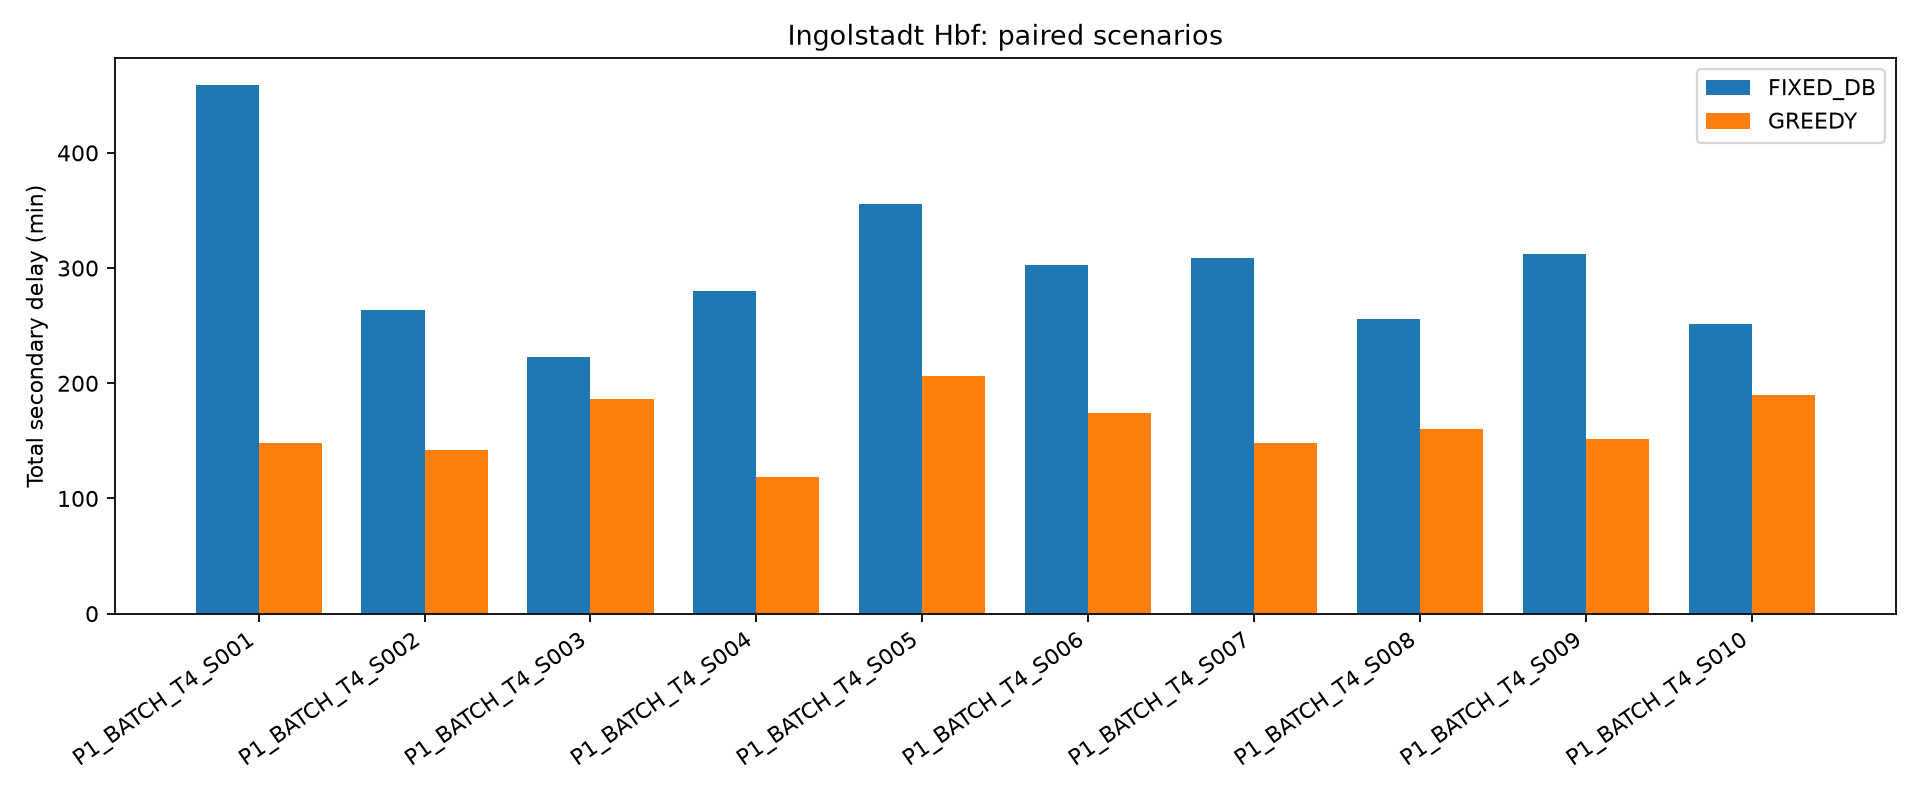 Ingolstadt Hbf: paired scenarios
FIXED_DB
GREEDY
Total secondary delay (min)
400
300
200
100
0
P1_BATCH_T4_S001
P1_BATCH_T4_S002
P1_BATCH_T4_S003
P1_BATCH_T4_S004
P1_BATCH_T4_S005
P1_BATCH_T4_S006
P1_BATCH_T4_S007
P1_BATCH_T4_S008
P1_BATCH_T4_S009
P1_BATCH_T4_S010